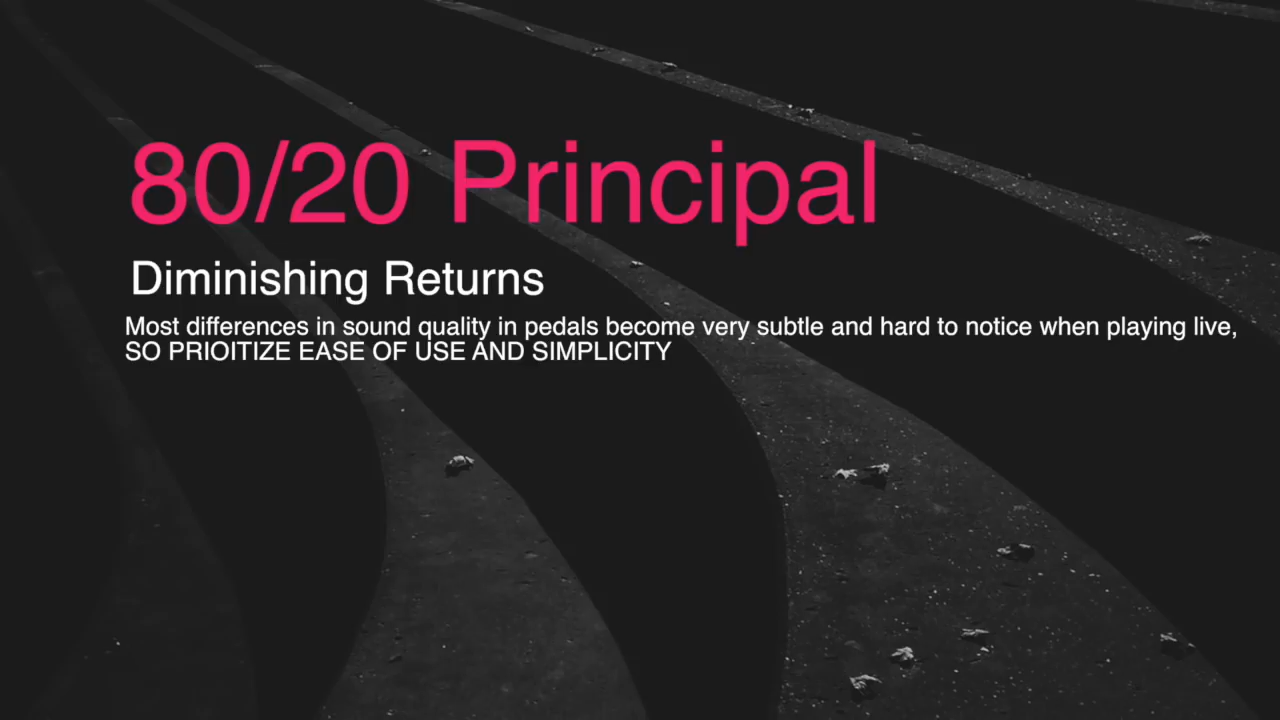 80/20 Principal
Diminishing Returns
Most differences in sound quality in pedals become very subtle and hard to notice when playing live,
SO PRIOITIZE EASE OF USE AND SIMPLICITY